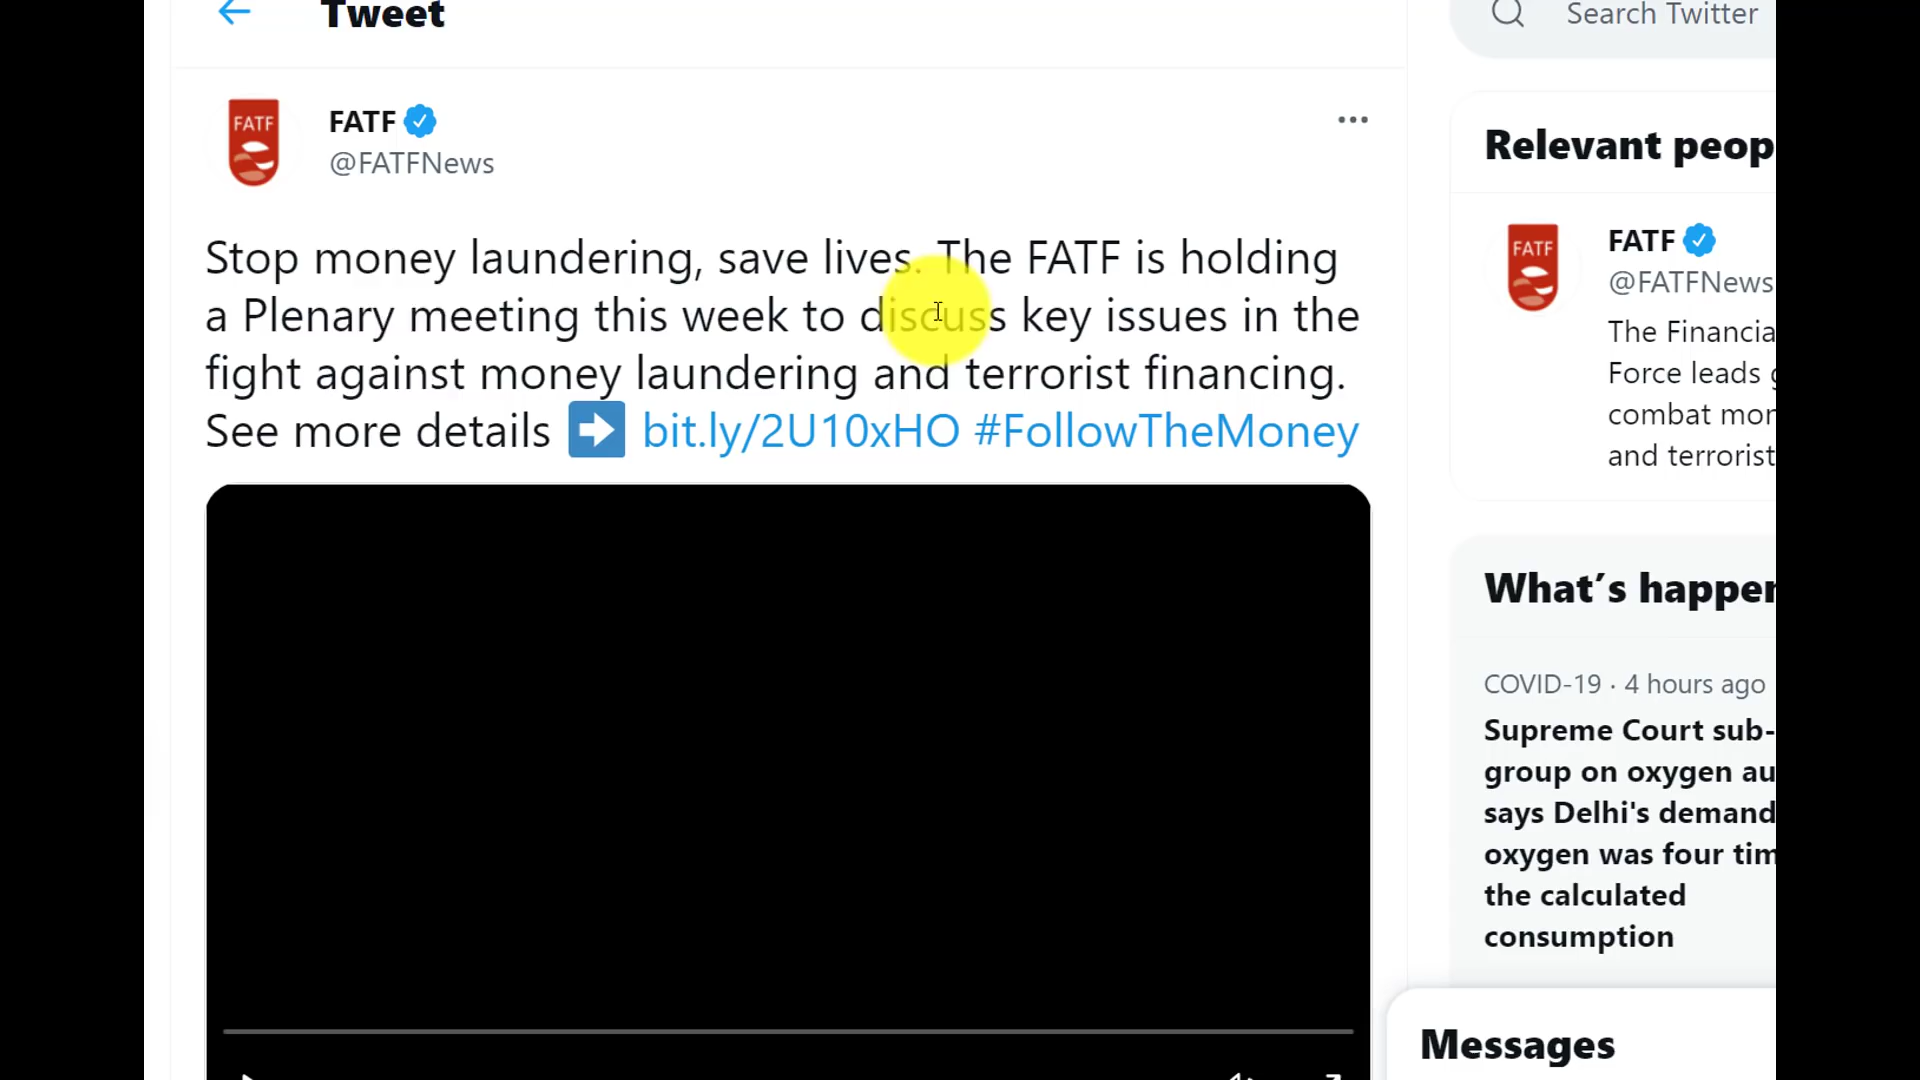 Tweet
Search Twitter
FATF
FATF
@FATFNews
Stop money laundering, save lives. The FATF is holding
a Plenary meeting this week to discuss key issues in the
fight against money laundering and terrorist financing.
See more details ➡ bit.ly/2U10xHO #FollowTheMoney
Relevant peop
FATF
FATF
@FATFNews
The Financia
Force leads g
combat mor
and terrorist
What's happen
COVID-19 · 4 hours ago
Supreme Court sub-
group on oxygen au
says Delhi's demand
oxygen was four tim
the calculated
consumption
Messages